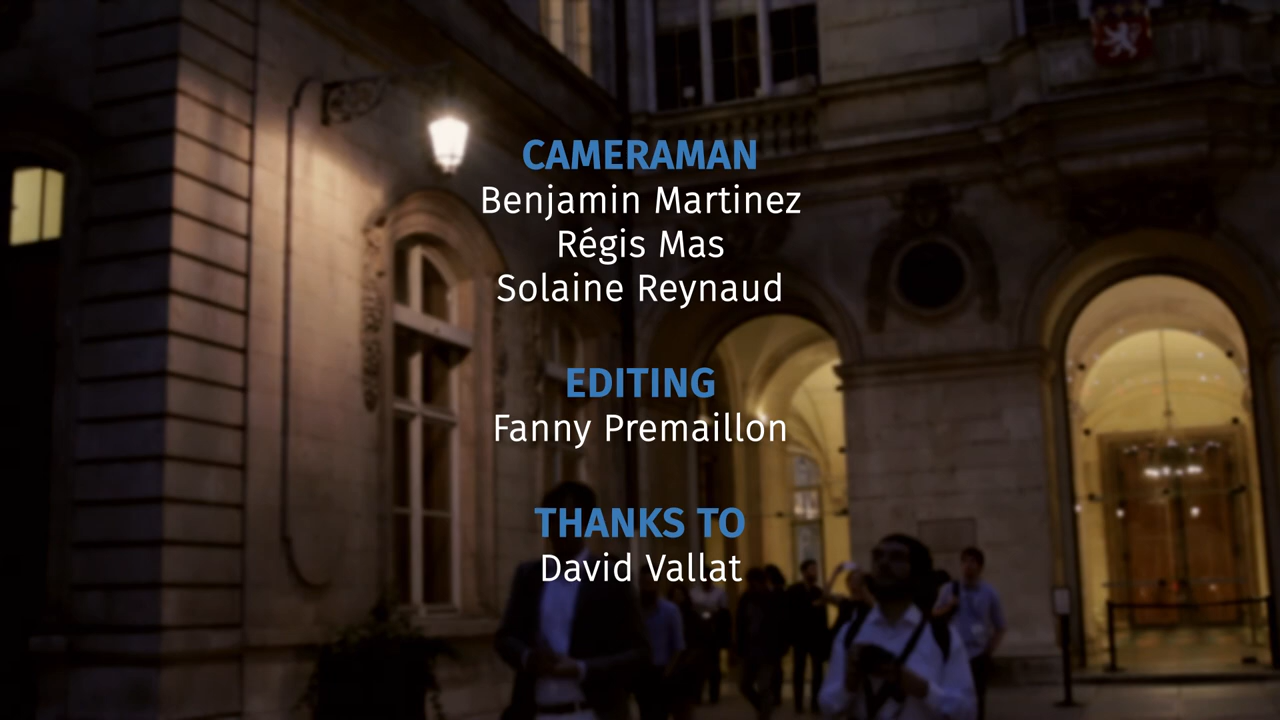 CAMERAMAN
Benjamin Martinez
Régis Mas
Solaine Reynaud
EDITING
Fanny Premaillon
THANKS TO
David Vallat